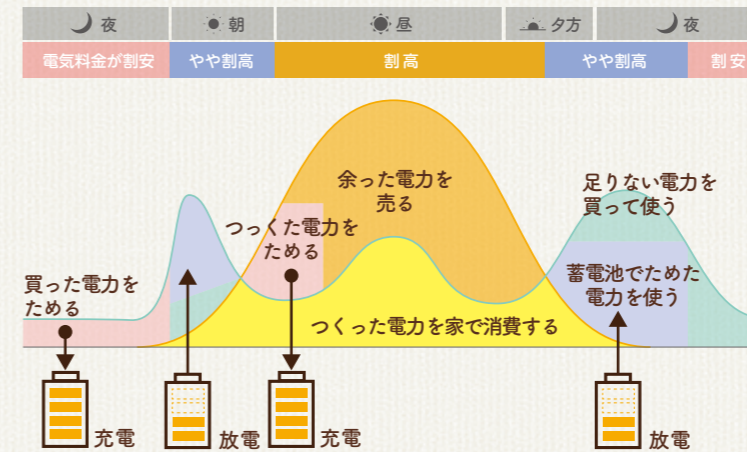 夜
朝
昼
夕方
夜
電気料金が割安
やや割高
割高
やや割高
割安
余った電力を
売る
足りない電力を
買って使う
つっくた電力を
ためる
買った電力を
ためる
蓄電池でためた
電力を使う
つくった電力を家で消費する
充電
放電
充電
放電